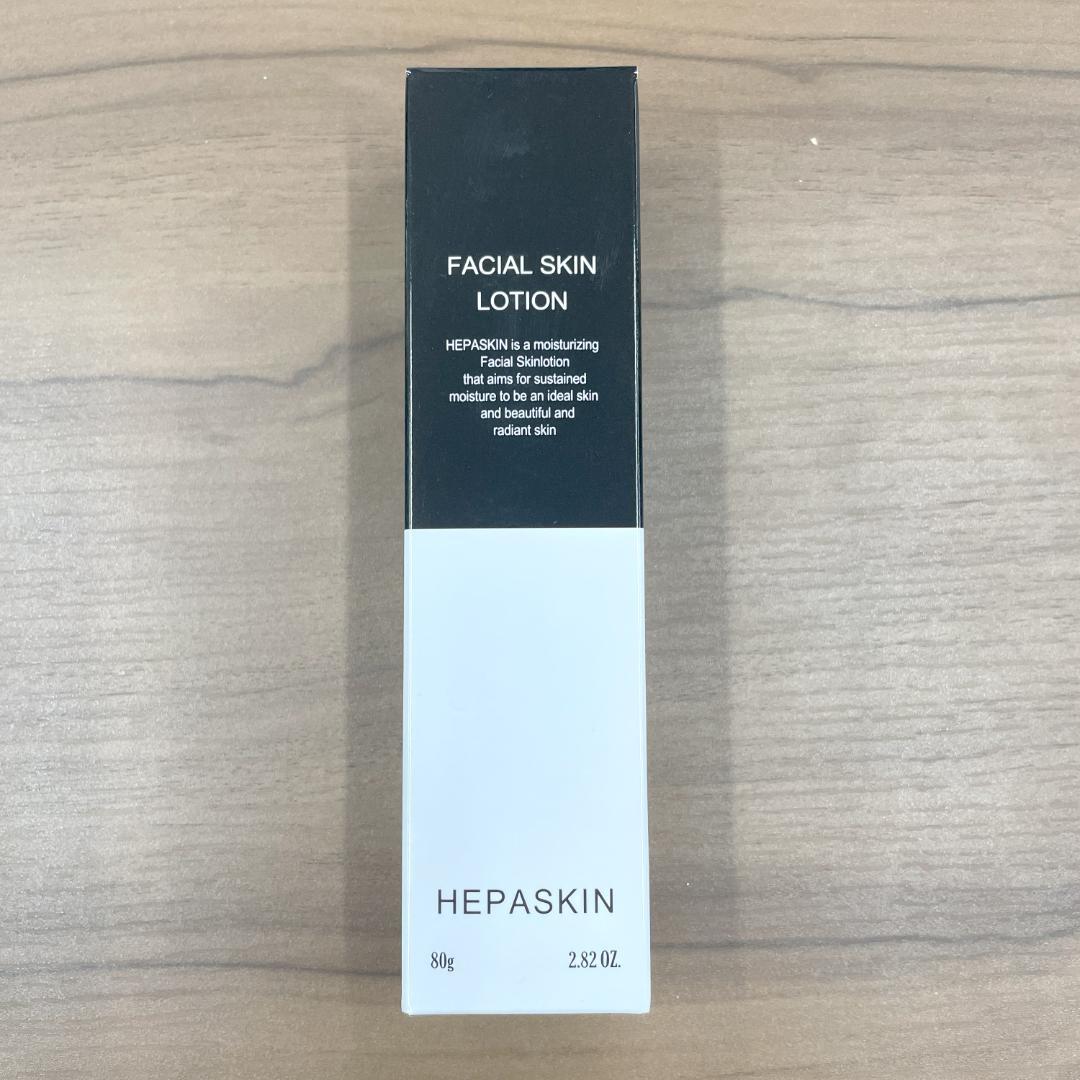 FACIAL SKIN
LOTION
HEPASKIN is a moisturizing
Facial Skinlotion
that aims for sustained
moisture to be an ideal skin
and beautiful and
radiant skin
HEPASKIN
80g 2.82 OZ.